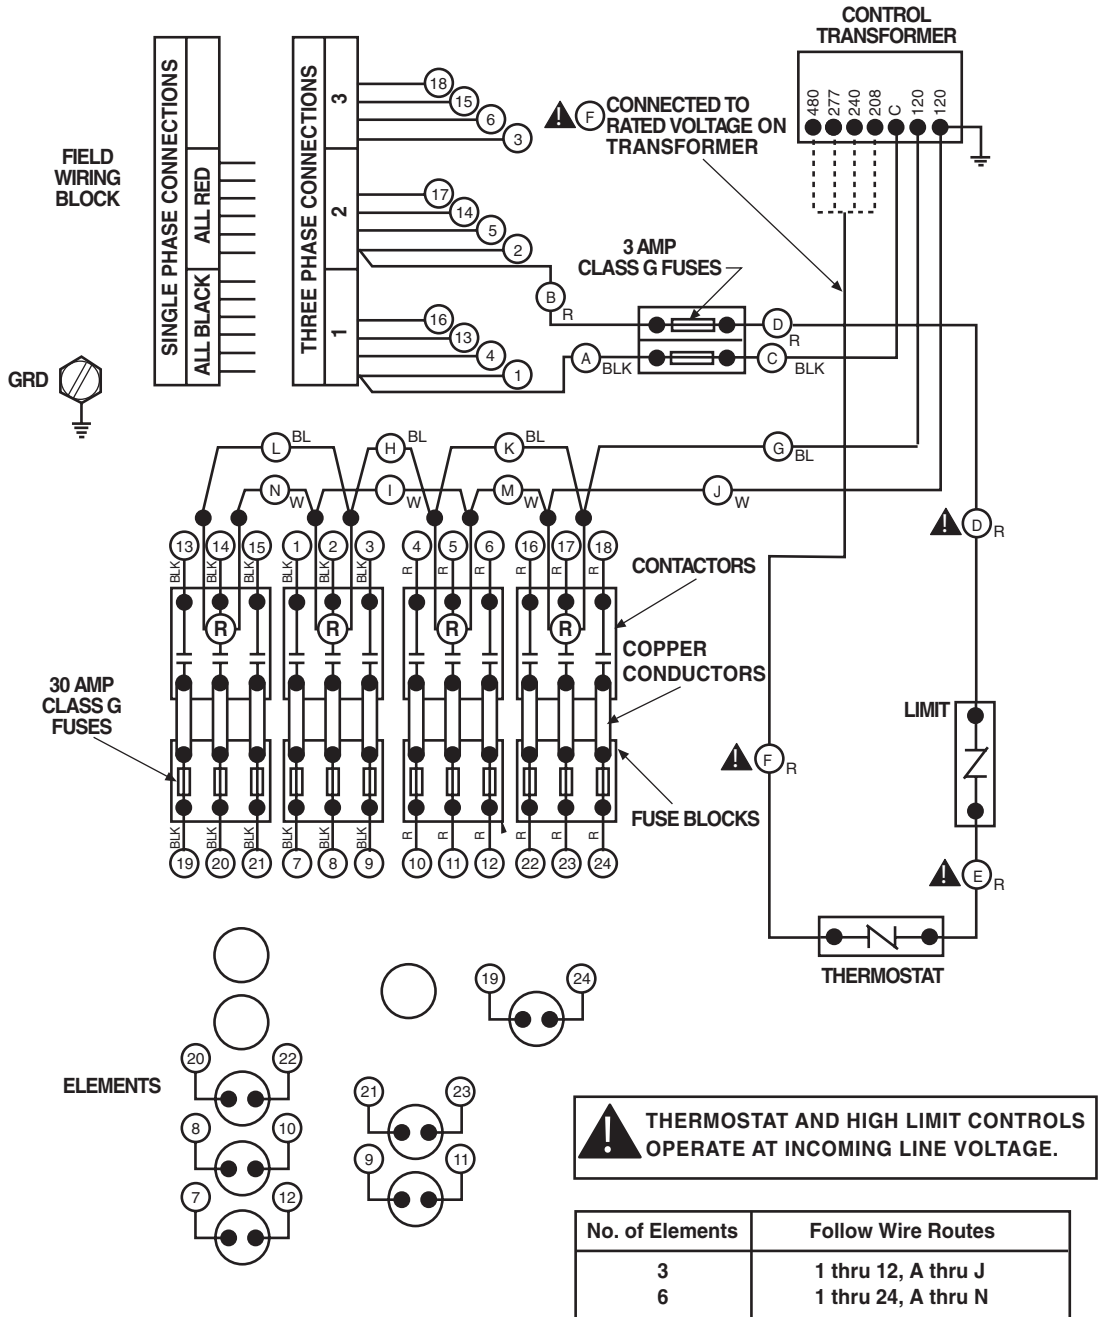 CONTROL
TRANSFORMER
480
277
240
208
C
120
120
FIELD
WIRING
BLOCK
SINGLE PHASE CONNECTIONS
ALL RED
ALL BLACK
THREE PHASE CONNECTIONS
3
2
1
18
15
6
3
17
14
5
2
16
13
4
1
F
CONNECTED TO
RATED VOLTAGE ON
TRANSFORMER
3 AMP
CLASS G FUSES
B
R
D
R
A
BLK
C
BLK
GRD
L
BL
H
BL
K
BL
G
BL
N
W
I
W
M
W
J
W
D
R
13
14
15
1
2
3
4
5
6
16
17
18
BLK
BLK
BLK
BLK
R
R
R
R
R
R
R
R
CONTACTORS
COPPER
CONDUCTORS
30 AMP
CLASS G
FUSES
LIMIT
F
R
FUSE BLOCKS
BLK
BLK
BLK
BLK
R
R
R
R
19
20
21
7
8
9
10
11
12
22
23
24
E
R
THERMOSTAT
ELEMENTS
19
24
20
22
21
23
8
10
9
11
7
12
! THERMOSTAT AND HIGH LIMIT CONTROLS
OPERATE AT INCOMING LINE VOLTAGE.
No. of Elements Follow Wire Routes
3 1 thru 12, A thru J
6 1 thru 24, A thru N